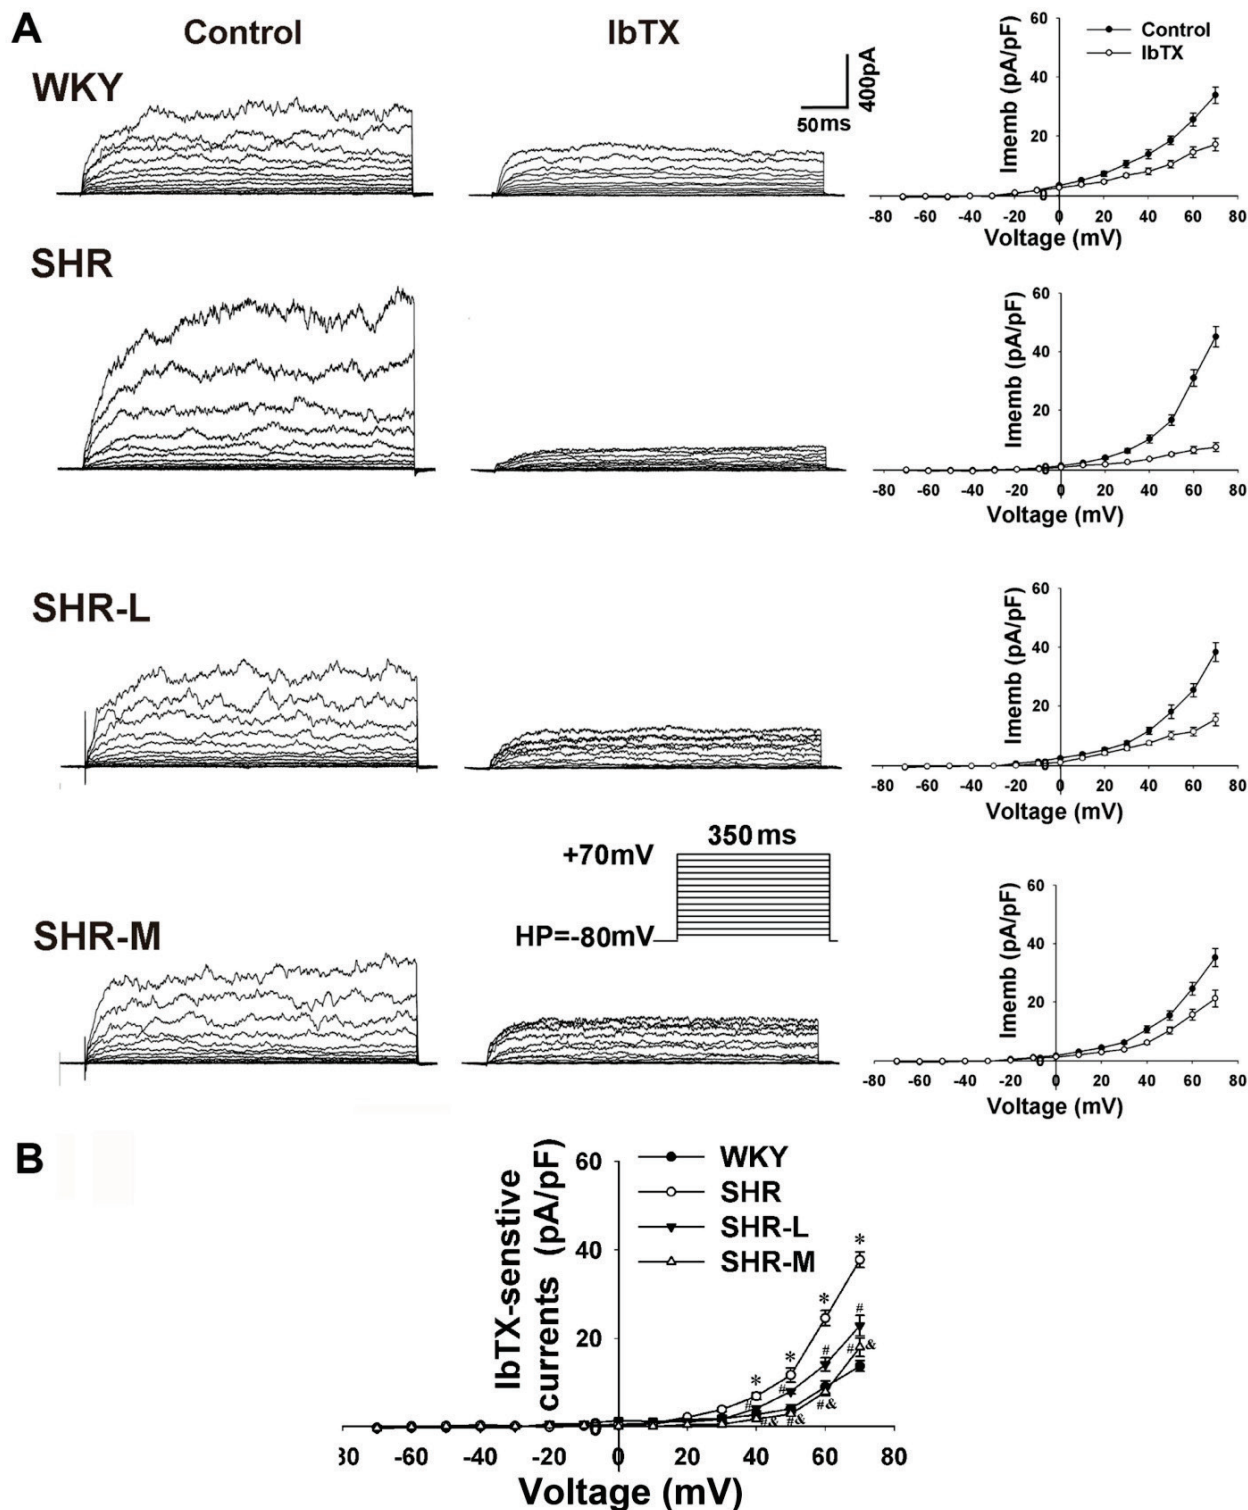 A
Control
IbTX
WKY
400pA
50ms
60
40
20
0
Imemb (pA/pF)
Control
IbTX
-80 -60 -40 -20 0 20 40 60 80
Voltage (mV)
SHR
60
40
20
0
Imemb (pA/pF)
-80 -60 -40 -20 0 20 40 60 80
Voltage (mV)
SHR-L
60
40
20
0
Imemb (pA/pF)
-80 -60 -40 -20 0 20 40 60 80
Voltage (mV)
350 ms
+70mV
HP=-80mV
SHR-M
60
40
20
0
Imemb (pA/pF)
-80 -60 -40 -20 0 20 40 60 80
Voltage (mV)
B
IbTX-senstive
currents (pA/pF)
60
40
20
0
WKY
SHR
SHR-L
SHR-M
*
*
*
*
#
#
#
#
#&
#&
#&
#&
30 -60 -40 -20 0 20 40 60 80
Voltage (mV)